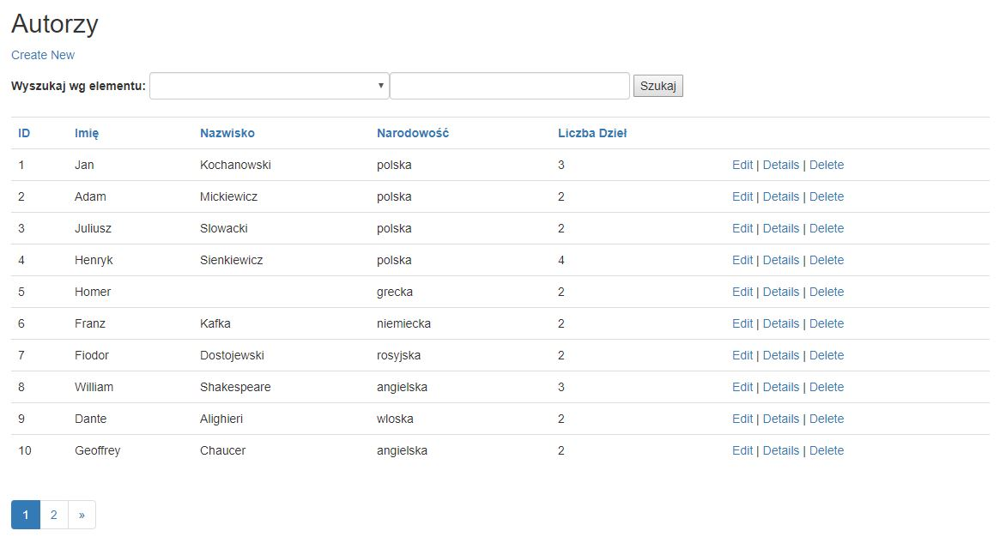 Autorzy
Create New
Wyszukaj wg elementu: Szukaj
ID Imię Nazwisko Narodowość Liczba Dzieł
1 Jan Kochanowski polska 3 Edit | Details | Delete
2 Adam Mickiewicz polska 2 Edit | Details | Delete
3 Juliusz Slowacki polska 2 Edit | Details | Delete
4 Henryk Sienkiewicz polska 4 Edit | Details | Delete
5 Homer grecka 2 Edit | Details | Delete
6 Franz Kafka niemiecka 2 Edit | Details | Delete
7 Fiodor Dostojewski rosyjska 2 Edit | Details | Delete
8 William Shakespeare angielska 3 Edit | Details | Delete
9 Dante Alighieri wloska 2 Edit | Details | Delete
10 Geoffrey Chaucer angielska 2 Edit | Details | Delete
1 2 »